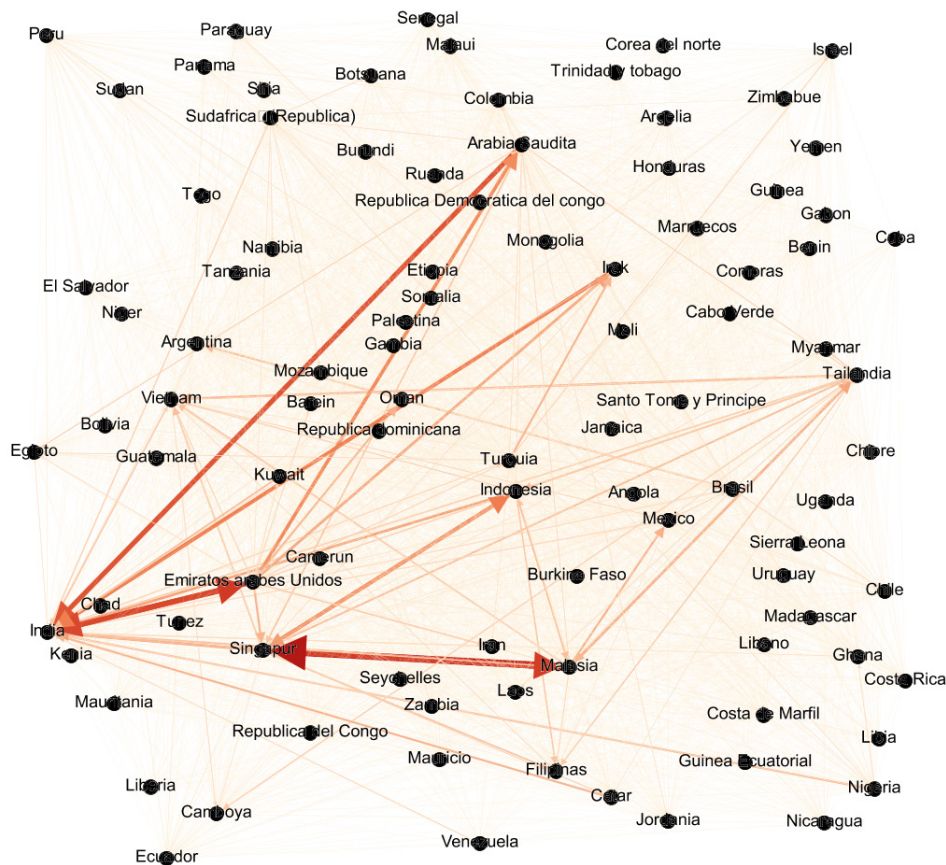 Senegal
Peru
Paraguay
Malaui
Corea del norte
Israel
Panama
Botsuana
Trinidad y tobago
Sudan
Siria
Colombia
Zimbabue
Sudafrica (Republica)
Argelia
Arabia Saudita
Burundi
Yemen
Ruanda
Honduras
Togo
Republica Democratica del congo
Guinea
Gabon
Namibia
Mongolia
Marruecos
Benin
Cuba
Tanzania
Etiopia
Irak
Comoras
El Salvador
Somalia
Niger
Palestina
Cabo Verde
Argentina
Gambia
Mali
Myanmar
Mozambique
Tailandia
Vietnam
Barein
Oman
Santo Tome y Principe
Bolivia
Republica dominicana
Jamaica
Egipto
Guatemala
Turquia
Chipre
Kuwait
Indonesia
Angola
Brasil
Uganda
Mexico
Camerun
Sierra Leona
Emiratos arabes Unidos
Burkina Faso
Uruguay
Chile
Chad
Tunez
Madagascar
India
Kenia
Singapur
Iran
Malasia
Libano
Ghana
Seychelles
Laos
Costa Rica
Mauritania
Zambia
Costa de Marfil
Republica del Congo
Libia
Mauricio
Filipinas
Guinea Ecuatorial
Liberia
Catar
Nigeria
Camboya
Jordania
Nicaragua
Venezuela
Ecuador